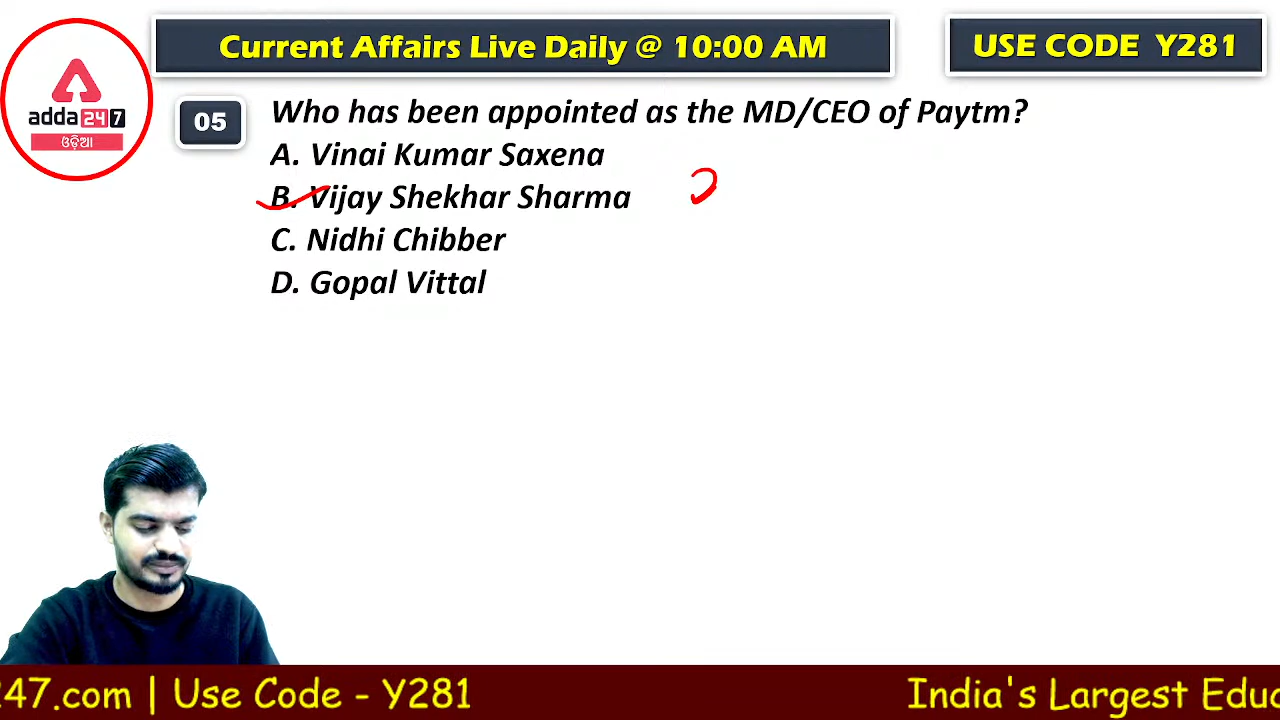 Current Affairs Live Daily @ 10:00 AM
USE CODE Y281
adda 24 7
ଓଡ଼ିଆ
05
Who has been appointed as the MD/CEO of Paytm?
A. Vinai Kumar Saxena
B. Vijay Shekhar Sharma
C. Nidhi Chibber
D. Gopal Vittal
247.com | Use Code - Y281
India's Largest Educ